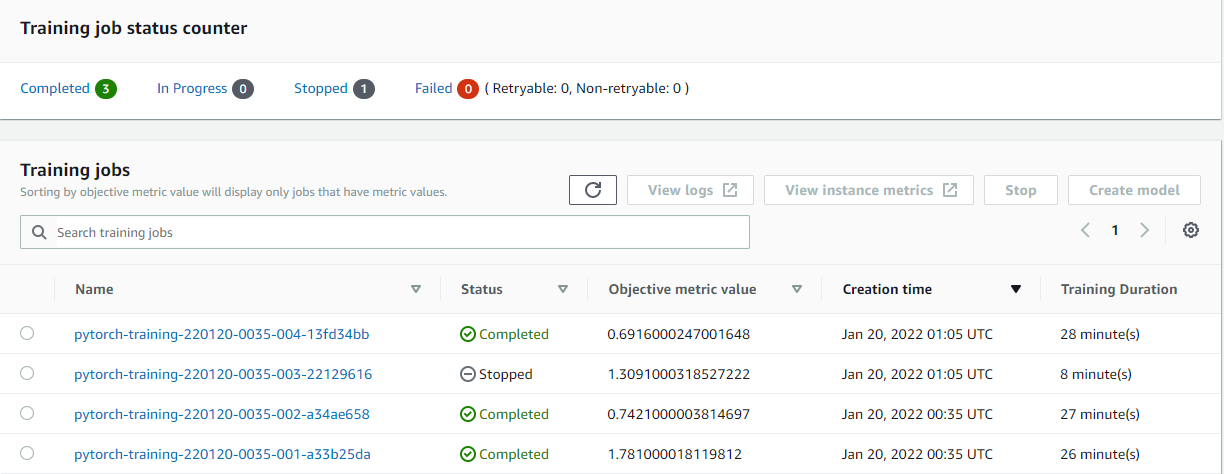 Training job status counter
Completed 3 In Progress 0 Stopped 1 Failed 0 ( Retryable: 0, Non-retryable: 0 )
Training jobs
Sorting by objective metric value will display only jobs that have metric values.
View logs View instance metrics Stop Create model
Search training jobs 1
Name Status Objective metric value Creation time Training Duration
pytorch-training-220120-0035-004-13fd34bb Completed 0.6916000247001648 Jan 20, 2022 01:05 UTC 28 minute(s)
pytorch-training-220120-0035-003-22129616 Stopped 1.3091000318527222 Jan 20, 2022 01:05 UTC 8 minute(s)
pytorch-training-220120-0035-002-a34ae658 Completed 0.7421000003814697 Jan 20, 2022 00:35 UTC 27 minute(s)
pytorch-training-220120-0035-001-a33b25da Completed 1.781000018119812 Jan 20, 2022 00:35 UTC 26 minute(s)